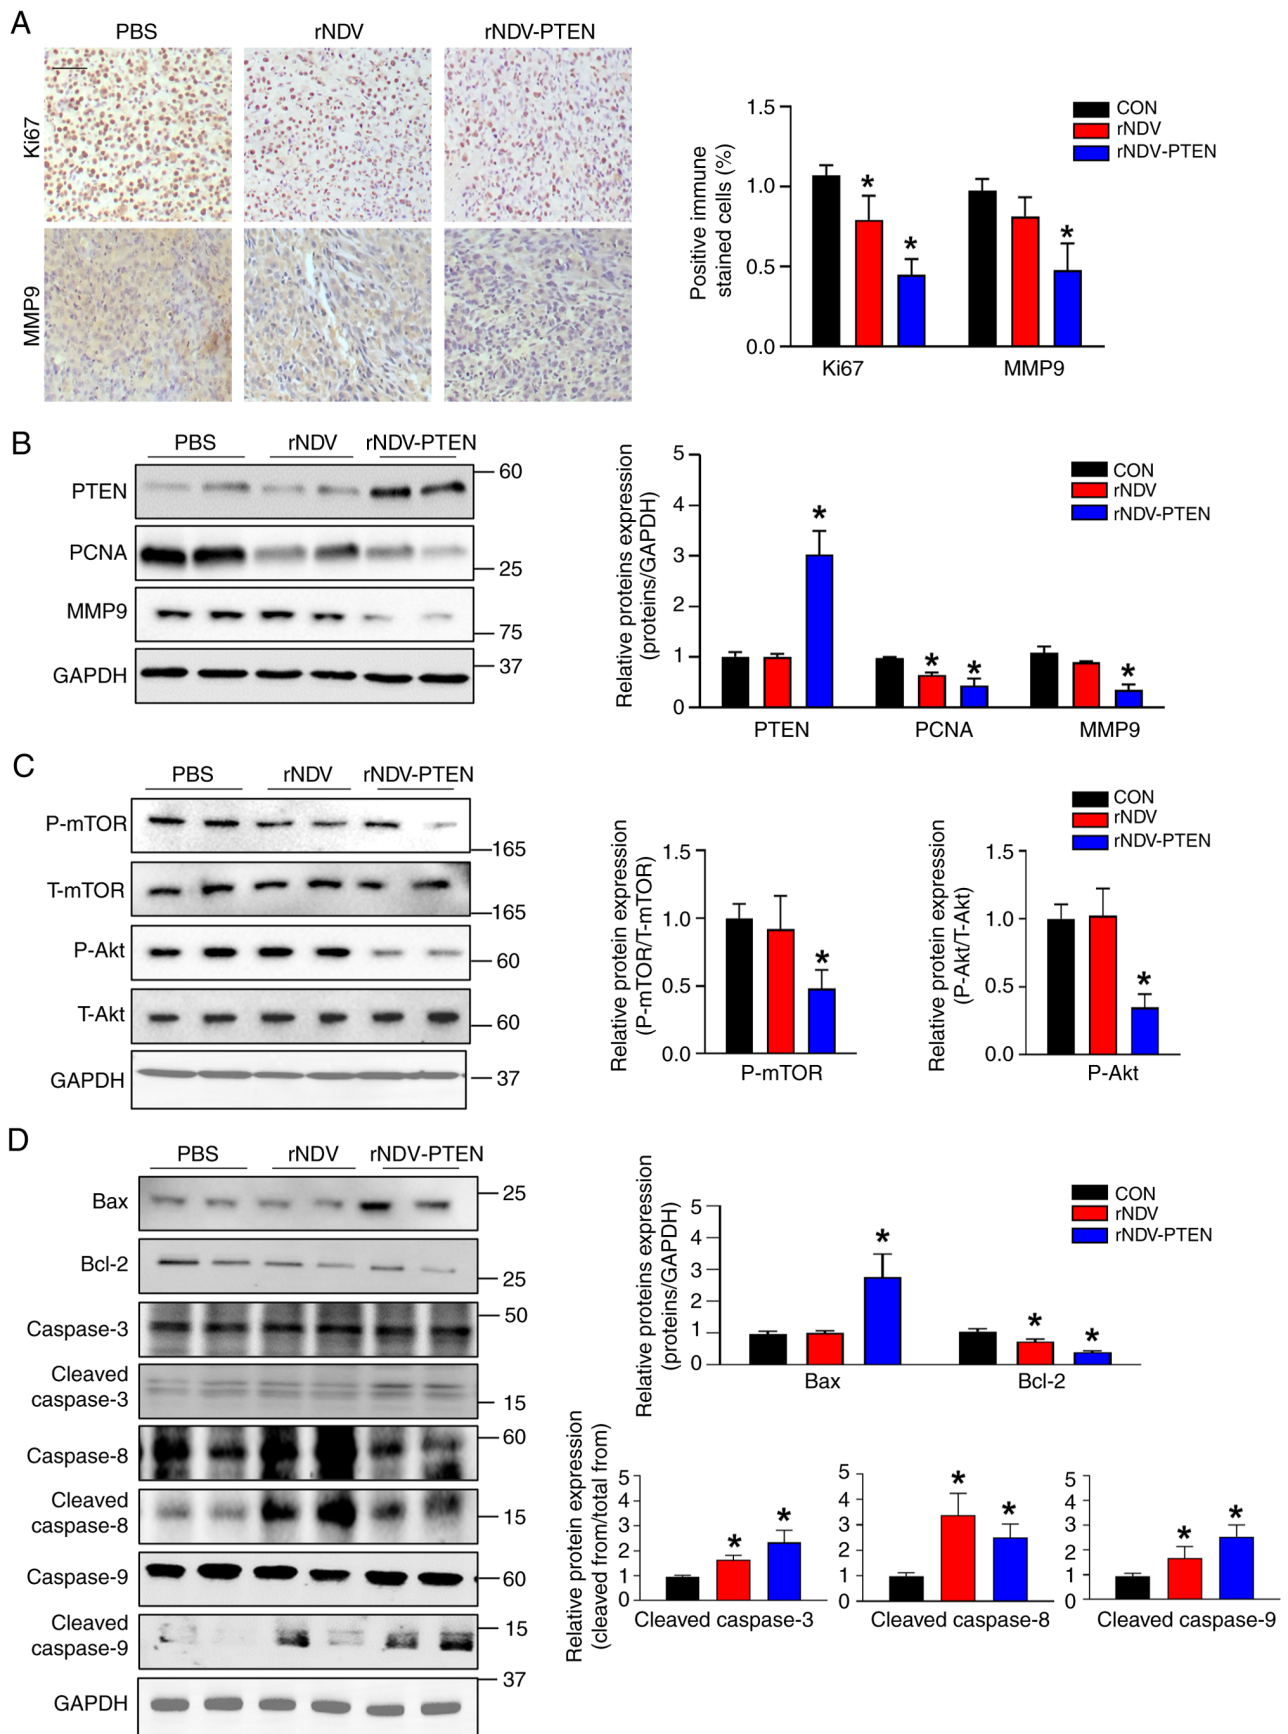 A
PBS
rNDV
rNDV-PTEN
Ki67
MMP9
Positive immune
stained cells (%)
1.5
1.0
0.5
0.0
*
*
*
Ki67
MMP9
CON
rNDV
rNDV-PTEN
B
PBS
rNDV
rNDV-PTEN
PTEN
60
PCNA
25
MMP9
75
GAPDH
37
Relative proteins expression
(proteins/GAPDH)
5
4
3
2
1
0
*
*
*
*
PTEN
PCNA
MMP9
CON
rNDV
rNDV-PTEN
C
PBS
rNDV
rNDV-PTEN
P-mTOR
165
T-mTOR
165
P-Akt
60
T-Akt
60
GAPDH
37
Relative protein expression
(P-mTOR/T-mTOR)
1.5
1.0
0.5
0.0
*
P-mTOR
Relative protein expression
(P-Akt/T-Akt)
1.5
1.0
0.5
0.0
*
P-Akt
CON
rNDV
rNDV-PTEN
D
PBS
rNDV
rNDV-PTEN
Bax
25
Bcl-2
25
Caspase-3
50
Cleaved
caspase-3
15
Caspase-8
60
Cleaved
caspase-8
15
Caspase-9
60
Cleaved
caspase-9
15
GAPDH
37
Relative proteins expression
(proteins/GAPDH)
5
4
3
2
1
0
*
*
*
Bax
Bcl-2
CON
rNDV
rNDV-PTEN
Relative protein expression
(cleaved from/total from)
5
4
3
2
1
0
*
*
Cleaved caspase-3
5
4
3
2
1
0
*
*
Cleaved caspase-8
5
4
3
2
1
0
*
*
Cleaved caspase-9